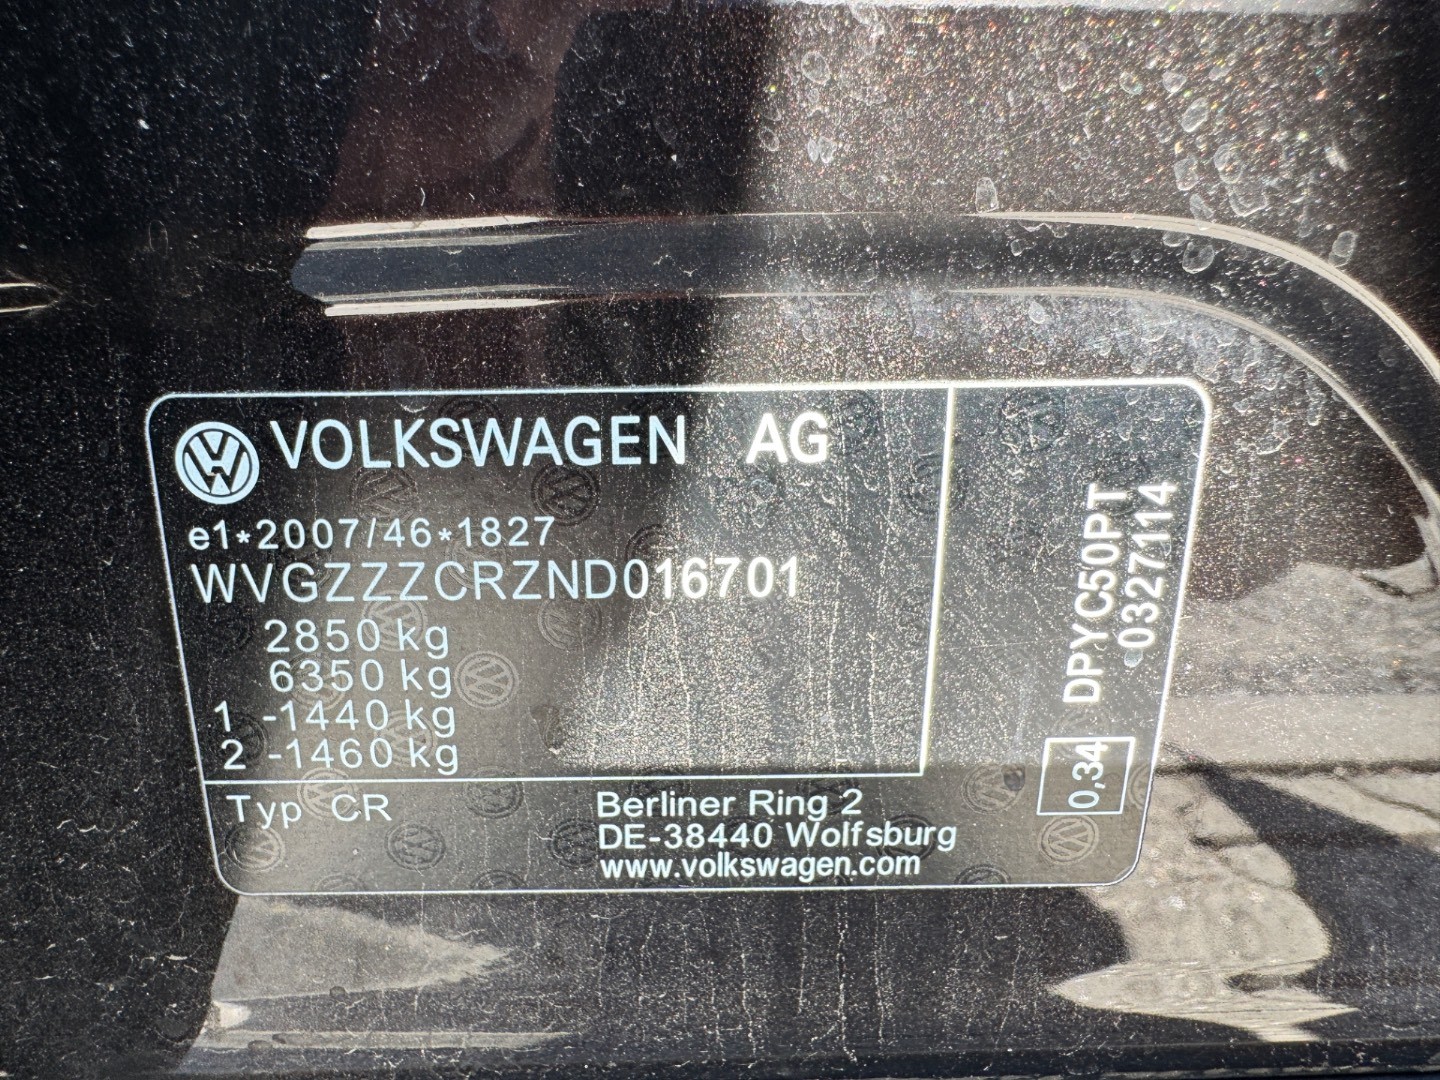 VOLKSWAGEN AG
e1*2007/46*1827
WVGZZZCRZND016701
2850 kg
6350 kg
1 -1440 kg
2 -1460 kg
Typ CR
Berliner Ring 2
DE-38440 Wolfsburg
www.volkswagen.com
DPYC50PT
0327114
0,34